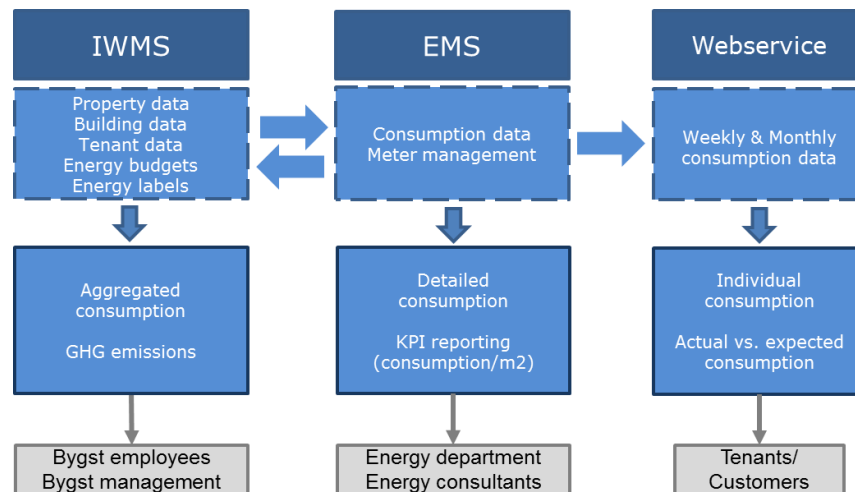 IWMS
EMS
Webservice
Property data
Building data
Tenant data
Energy budgets
Energy labels
Consumption data
Meter management
Weekly & Monthly
consumption data
Aggregated
consumption
GHG emissions
Detailed
consumption
KPI reporting
(consumption/m2)
Individual
consumption
Actual vs. expected
consumption
Bygst employees
Bygst management
Energy department
Energy consultants
Tenants/
Customers